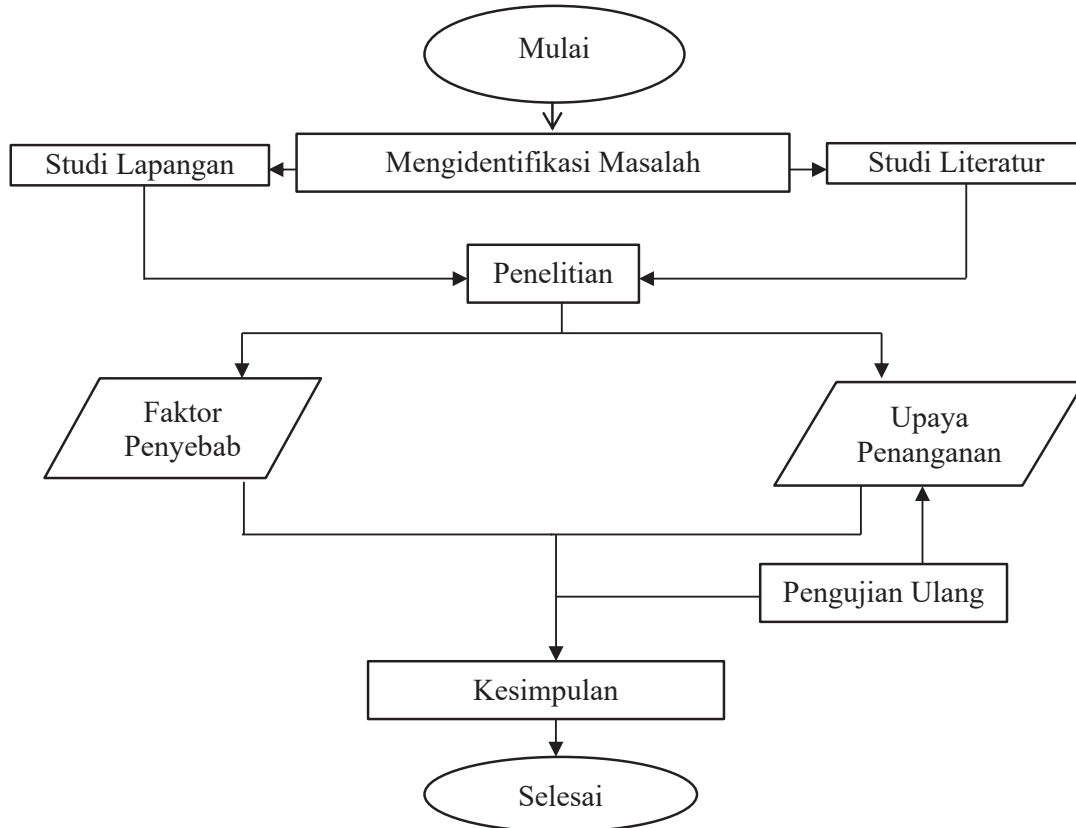 Mulai
Studi Lapangan
Mengidentifikasi Masalah
Studi Literatur
Penelitian
Faktor
Penyebab
Upaya
Penanganan
Pengujian Ulang
Kesimpulan
Selesai